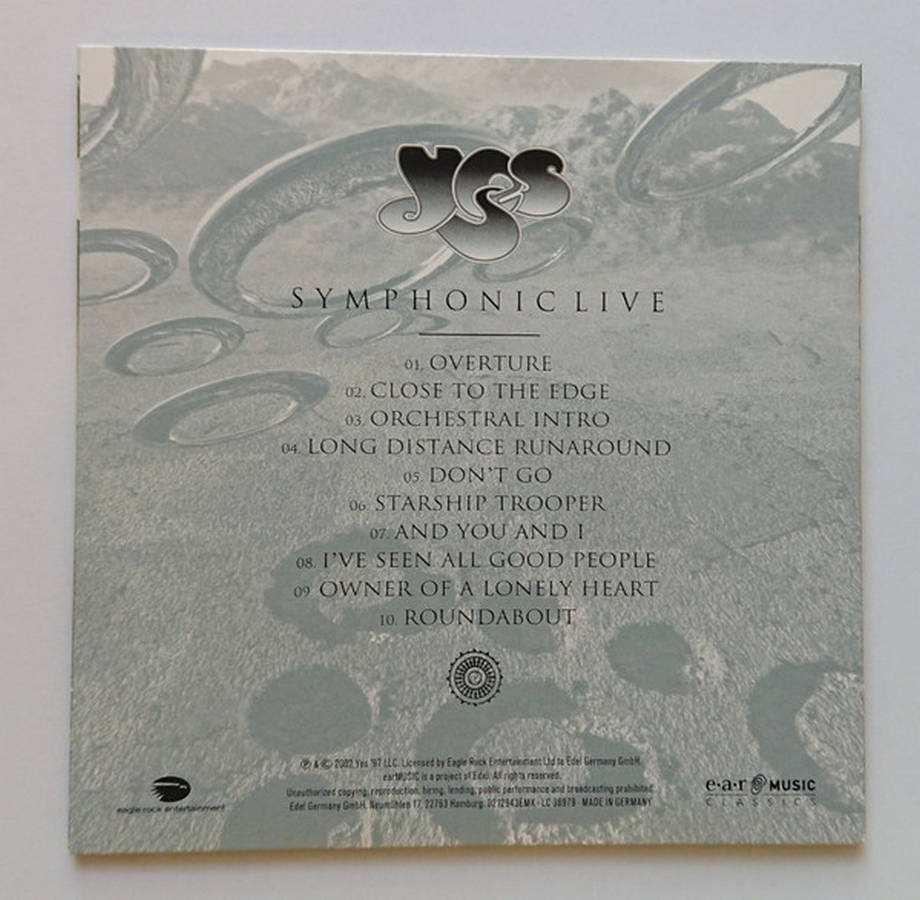 yes
SYMPHONIC LIVE
01. OVERTURE
02. CLOSE TO THE EDGE
03. ORCHESTRAL INTRO
04. LONG DISTANCE RUNAROUND
05. DON'T GO
06. STARSHIP TROOPER
07. AND YOU AND I
08. I'VE SEEN ALL GOOD PEOPLE
09 OWNER OF A LONELY HEART
10. ROUNDABOUT
℗ & © 2002 Yes '97 LLC. Licensed by Eagle Rock Entertainment Ltd to Edel Germany GmbH.
earMUSIC is a project of Edel. All rights reserved.
Unauthorized copying, reproduction, hiring, lending, public performance and broadcasting prohibited.
Edel Germany GmbH, Neumühlen 17, 22763 Hamburg. 0212943EMX · LC 09979 · MADE IN GERMANY
eagle rock entertainment
e·a·r MUSIC
CLASSICS